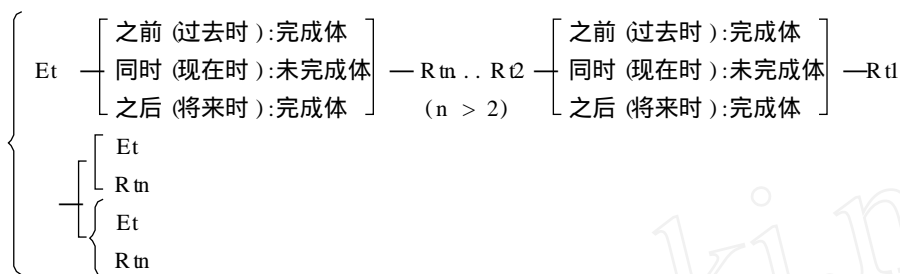 之前 (过去时):完成体 之前 (过去时):完成体
Et 同时 (现在时):未完成体 Rtn .. Rt2 同时 (现在时):未完成体 Rt1
之后 (将来时):完成体 (n > 2) 之后 (将来时):完成体
Et
Rtn
Et
Rtn